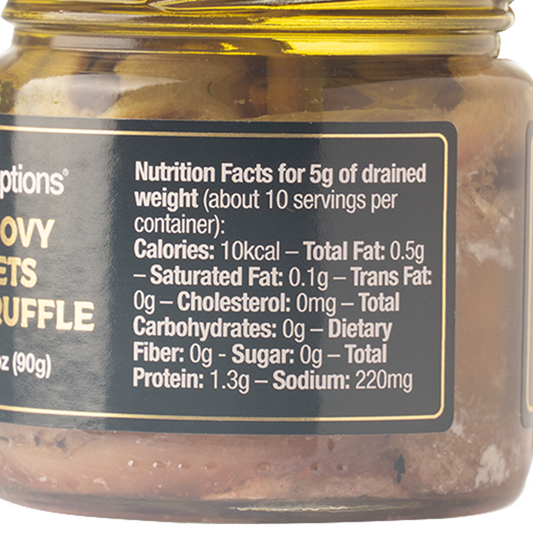 ptions®
OVY
ETS
RUFFLE
oz (90g)
Nutrition Facts for 5g of drained
weight (about 10 servings per
container):
Calories: 10kcal – Total Fat: 0.5g
– Saturated Fat: 0.1g – Trans Fat:
0g – Cholesterol: 0mg – Total
Carbohydrates: 0g – Dietary
Fiber: 0g - Sugar: 0g – Total
Protein: 1.3g – Sodium: 220mg